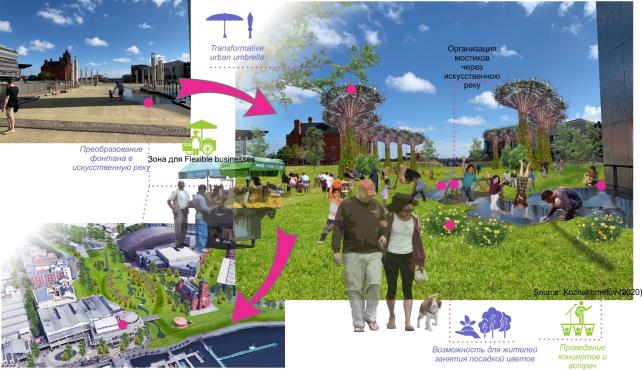 Transformative
urban umbrella
Организация
мостиков
через
искусственную
реку
Преобразование
фонтана в
искусственную реку
Зона для Flexible businesses
Source: Kozhakhmetov (2020)
Возможность для жителей
занятия посадкой цветов
Проведение
концертов и
встреч